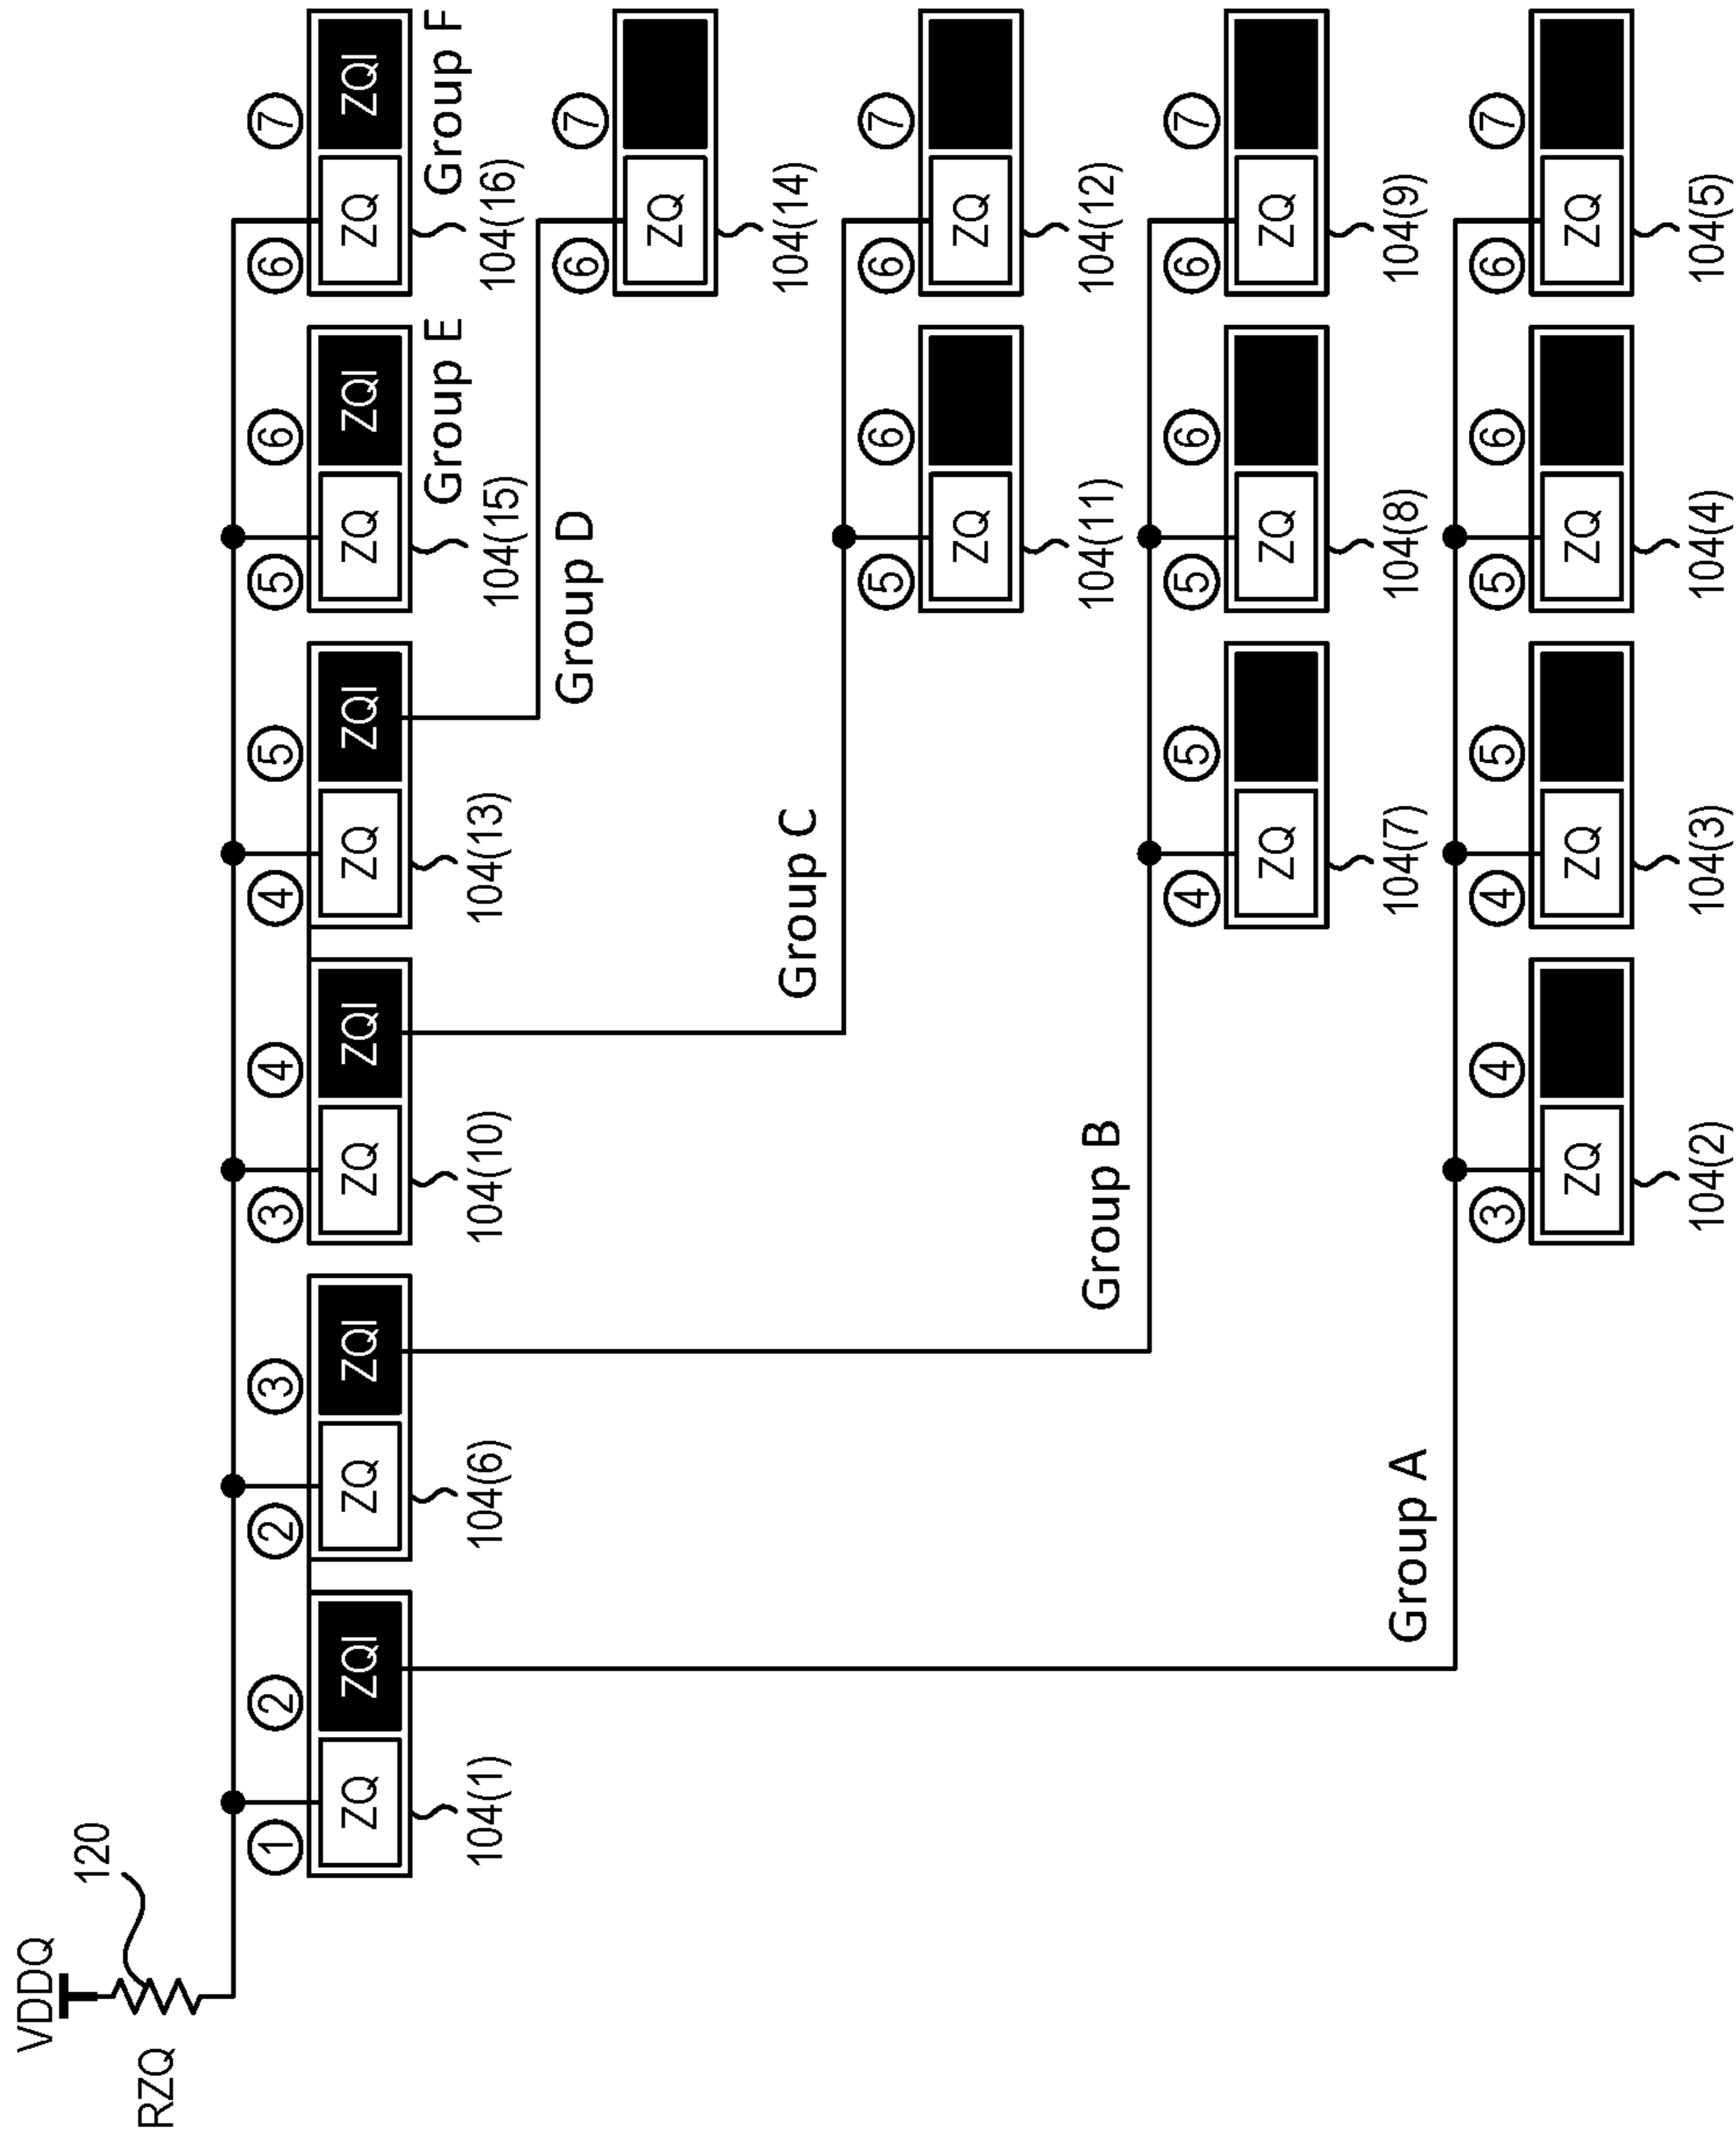 VDDQ
RZQ
120
① ZQ ② ZQI
104(1)
② ZQ ③ ZQI
104(6)
③ ZQ ④ ZQI
104(10)
④ ZQ ⑤ ZQI
104(13)
⑤ ZQ ⑥ ZQI
104(15)
Group E
⑥ ZQ ⑦ ZQI
104(16)
Group F
Group D
⑥ ZQ ⑦
104(14)
Group C
⑤ ZQ ⑥
104(11)
⑥ ZQ ⑦
104(12)
Group B
④ ZQ ⑤
104(7)
⑤ ZQ ⑥
104(8)
⑥ ZQ ⑦
104(9)
Group A
③ ZQ ④
104(2)
④ ZQ ⑤
104(3)
⑤ ZQ ⑥
104(4)
⑥ ZQ ⑦
104(5)